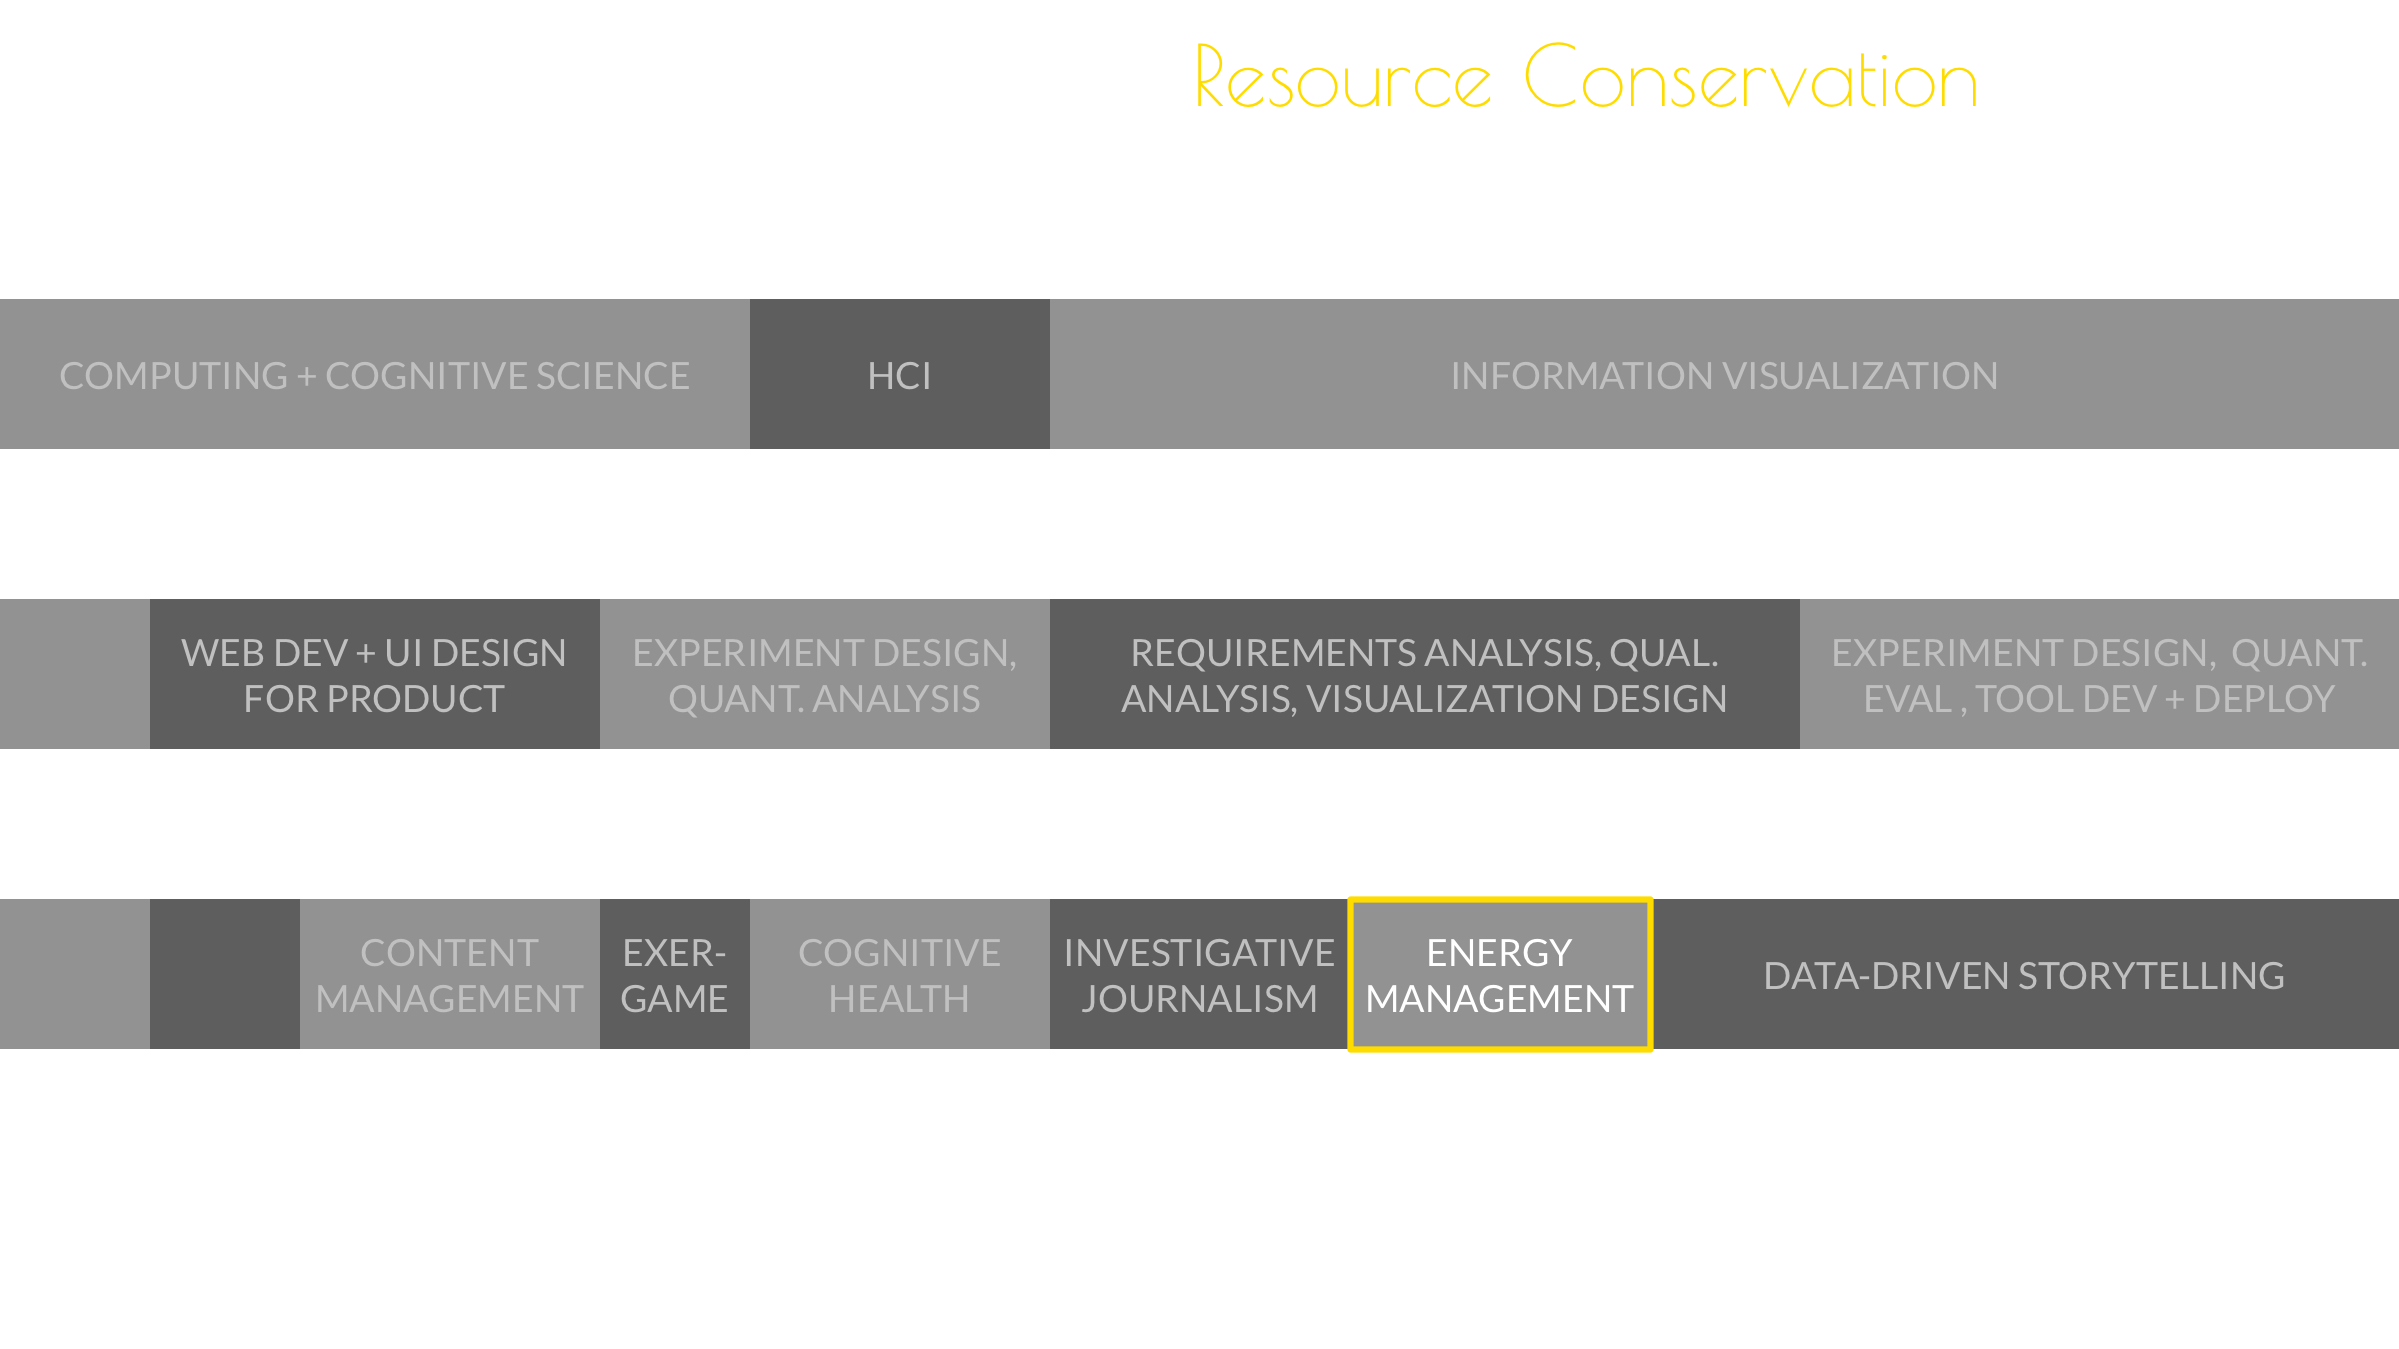 Resource Conservation
COMPUTING + COGNITIVE SCIENCE
HCI
INFORMATION VISUALIZATION
WEB DEV + UI DESIGN
FOR PRODUCT
EXPERIMENT DESIGN,
QUANT. ANALYSIS
REQUIREMENTS ANALYSIS, QUAL.
ANALYSIS, VISUALIZATION DESIGN
EXPERIMENT DESIGN, QUANT.
EVAL , TOOL DEV + DEPLOY
CONTENT
MANAGEMENT
EXER-
GAME
COGNITIVE
HEALTH
INVESTIGATIVE
JOURNALISM
ENERGY
MANAGEMENT
DATA-DRIVEN STORYTELLING